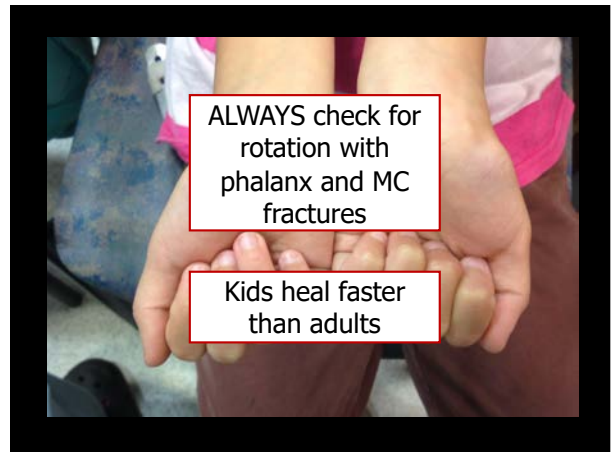 ALWAYS check for
rotation with
phalanx and MC
fractures
Kids heal faster
than adults